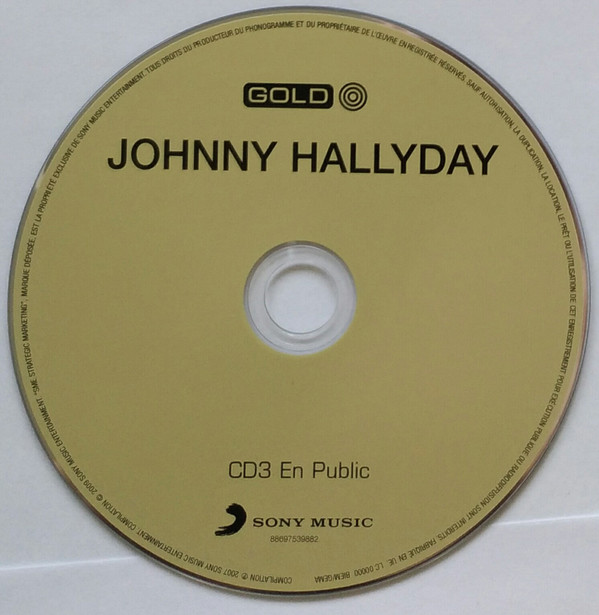 GOLD
JOHNNY HALLYDAY
CD3 En Public
SONY MUSIC
88697539882
TOUS DROITS DU PRODUCTEUR DU PHONOGRAMME ET DU PROPRIÉTAIRE DE L'ŒUVRE ENREGISTRÉE RÉSERVÉS. SAUF AUTORISATION, LA DUPLICATION, LA LOCATION, LE PRÊT OU L'UTILISATION DE CET ENREGISTREMENT POUR EXÉCUTION PUBLIQUE OU RADIODIFFUSION SONT INTERDITS. FABRIQUÉ EN UE. LC 00000 BIEM/GEMA COMPILATION ℗ 2007 SONY MUSIC ENTERTAINMENT. COMPILATION © 2009 SONY MUSIC ENTERTAINMENT. "SME STRATEGIC MARKETING", MARQUE DÉPOSÉE, EST LA PROPRIÉTÉ EXCLUSIVE DE SONY MUSIC ENTERTAINMENT.